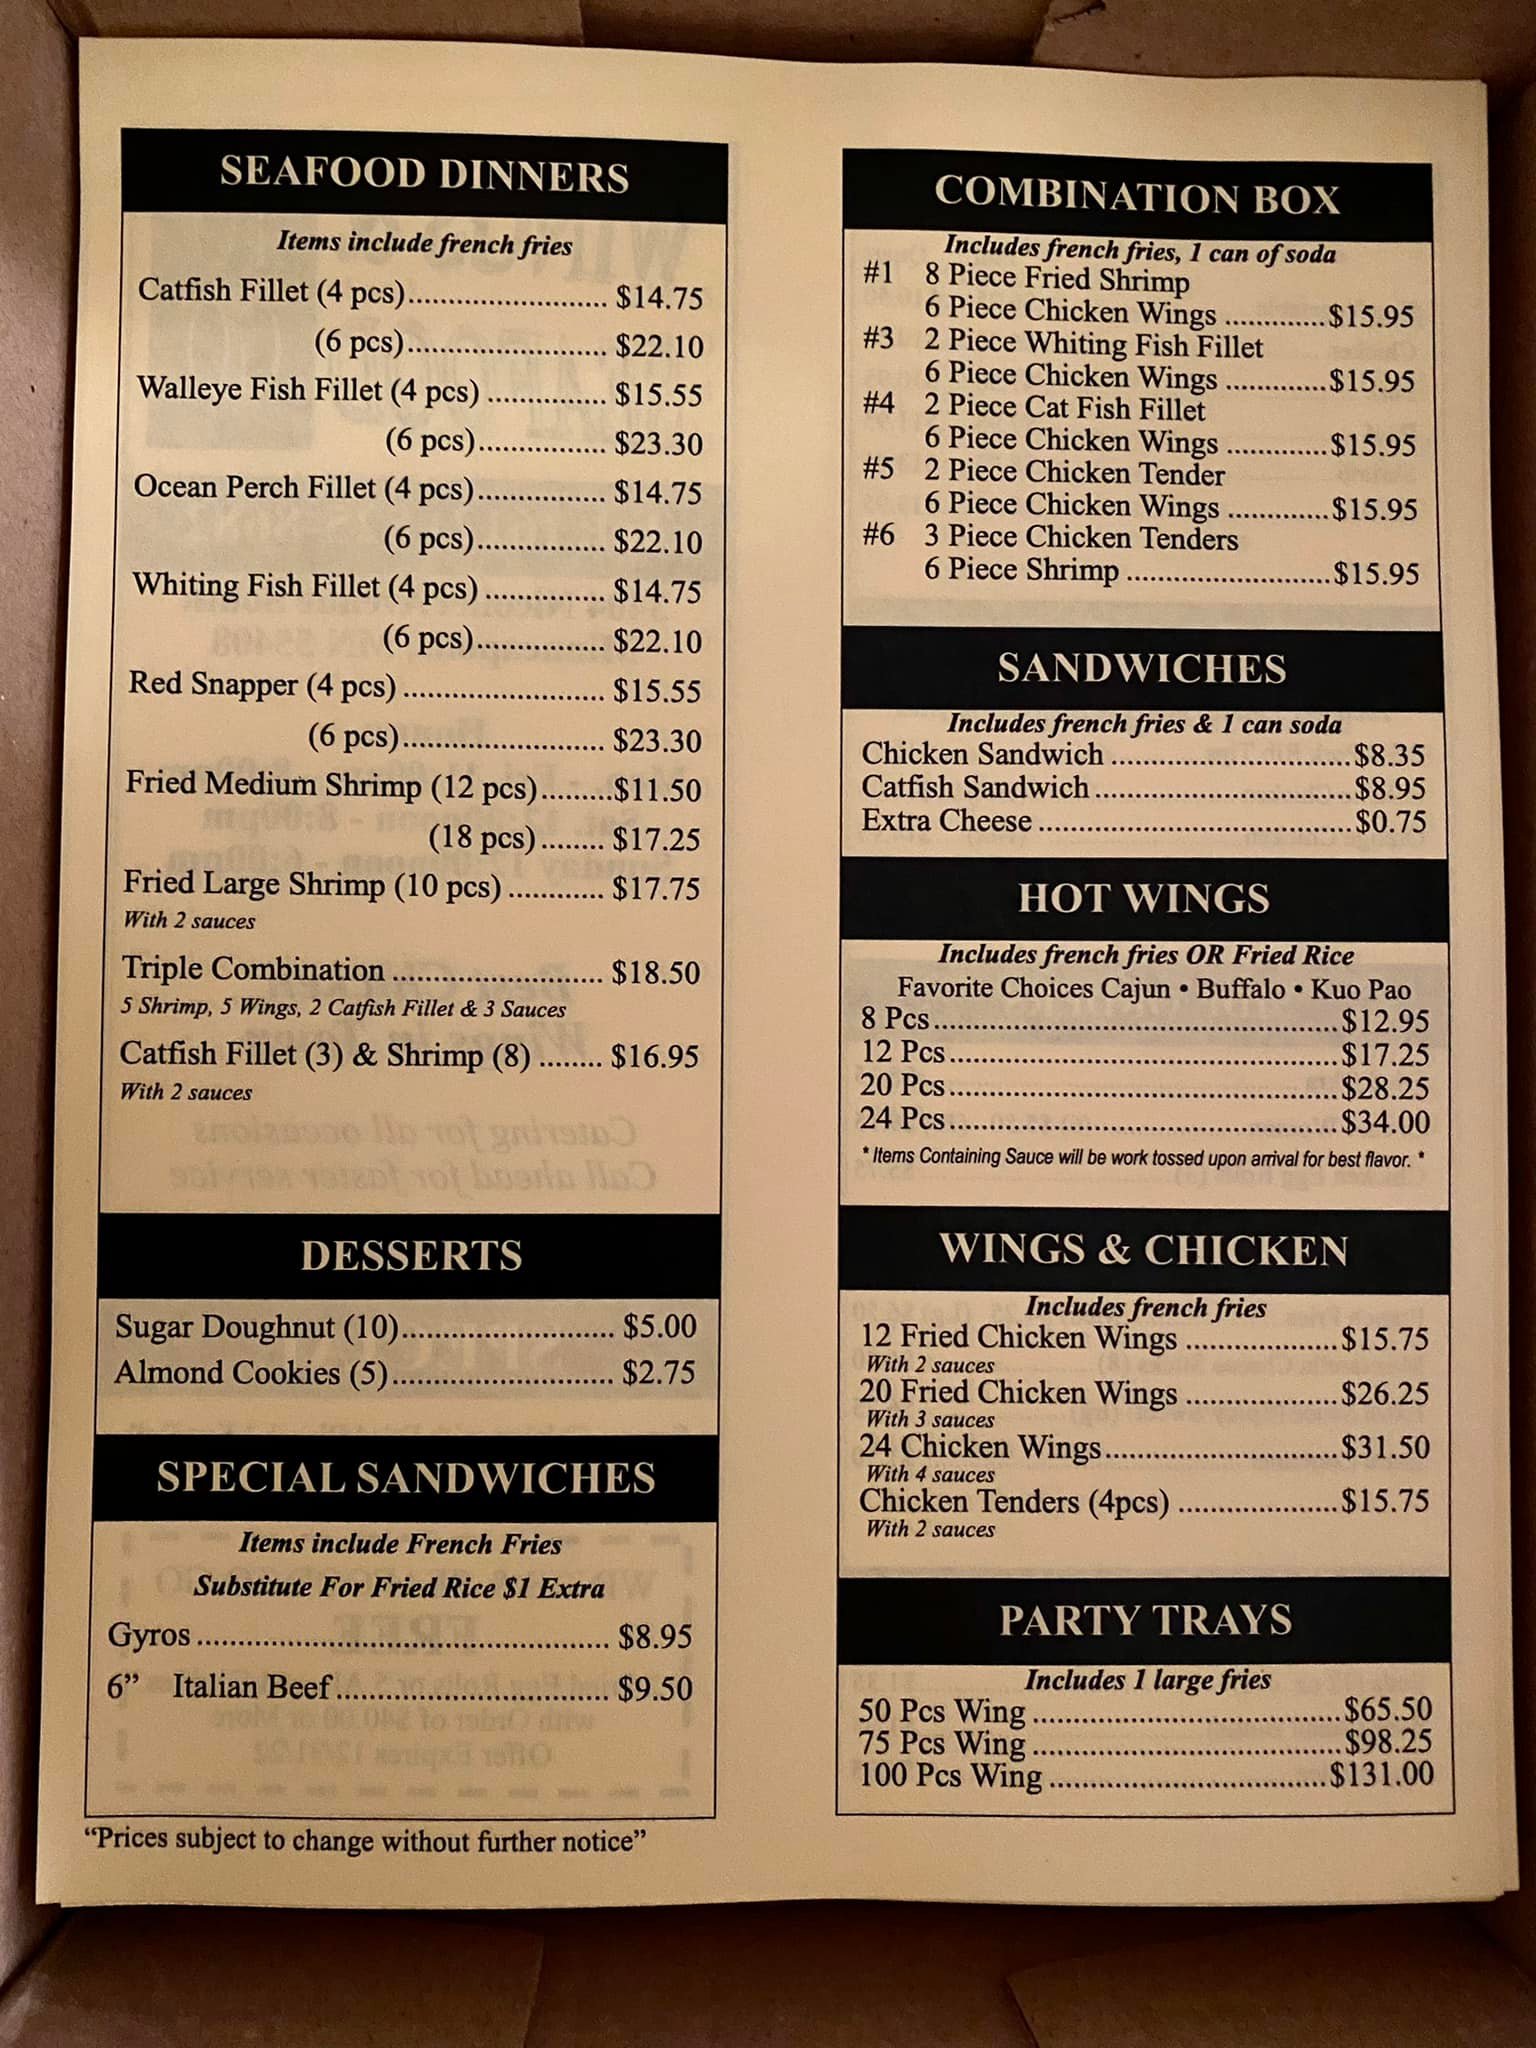 SEAFOOD DINNERS
Items include french fries
Catfish Fillet (4 pcs)......................... $14.75
(6 pcs)......................... $22.10
Walleye Fish Fillet (4 pcs) ............... $15.55
(6 pcs)................ $23.30
Ocean Perch Fillet (4 pcs)................ $14.75
(6 pcs)................ $22.10
Whiting Fish Fillet (4 pcs) ............... $14.75
(6 pcs)................ $22.10
Red Snapper (4 pcs) ......................... $15.55
(6 pcs)......................... $23.30
Fried Medium Shrimp (12 pcs).........$11.50
(18 pcs)........ $17.25
Fried Large Shrimp (10 pcs) ............ $17.75
With 2 sauces
Triple Combination .......................... $18.50
5 Shrimp, 5 Wings, 2 Catfish Fillet & 3 Sauces
Catfish Fillet (3) & Shrimp (8) ........ $16.95
With 2 sauces
DESSERTS
Sugar Doughnut (10).......................... $5.00
Almond Cookies (5)........................... $2.75
SPECIAL SANDWICHES
Items include French Fries
Substitute For Fried Rice $1 Extra
Gyros.................................................. $8.95
6” Italian Beef................................. $9.50
“Prices subject to change without further notice”
COMBINATION BOX
Includes french fries, 1 can of soda
#1 8 Piece Fried Shrimp
6 Piece Chicken Wings .............$15.95
#3 2 Piece Whiting Fish Fillet
6 Piece Chicken Wings .............$15.95
#4 2 Piece Cat Fish Fillet
6 Piece Chicken Wings .............$15.95
#5 2 Piece Chicken Tender
6 Piece Chicken Wings .............$15.95
#6 3 Piece Chicken Tenders
6 Piece Shrimp ..........................$15.95
SANDWICHES
Includes french fries & 1 can soda
Chicken Sandwich ...............................$8.35
Catfish Sandwich .................................$8.95
Extra Cheese ........................................$0.75
HOT WINGS
Includes french fries OR Fried Rice
Favorite Choices Cajun • Buffalo • Kuo Pao
8 Pcs....................................................$12.95
12 Pcs..................................................$17.25
20 Pcs..................................................$28.25
24 Pcs..................................................$34.00
* Items Containing Sauce will be work tossed upon arrival for best flavor. *
WINGS & CHICKEN
Includes french fries
12 Fried Chicken Wings ...................$15.75
With 2 sauces
20 Fried Chicken Wings ...................$26.25
With 3 sauces
24 Chicken Wings..............................$31.50
With 4 sauces
Chicken Tenders (4pcs) ....................$15.75
With 2 sauces
PARTY TRAYS
Includes 1 large fries
50 Pcs Wing .......................................$65.50
75 Pcs Wing .......................................$98.25
100 Pcs Wing ...................................$131.00